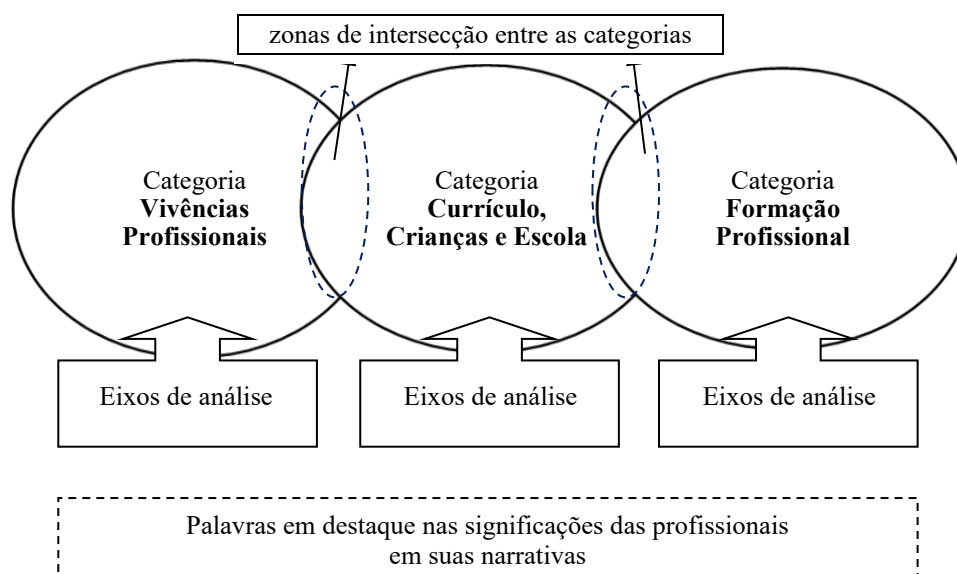 zonas de intersecção entre as categorias
Categoria
Vivências
Profissionais
Categoria
Currículo,
Crianças e Escola
Categoria
Formação
Profissional
Eixos de análise
Eixos de análise
Eixos de análise
Palavras em destaque nas significações das profissionais
em suas narrativas